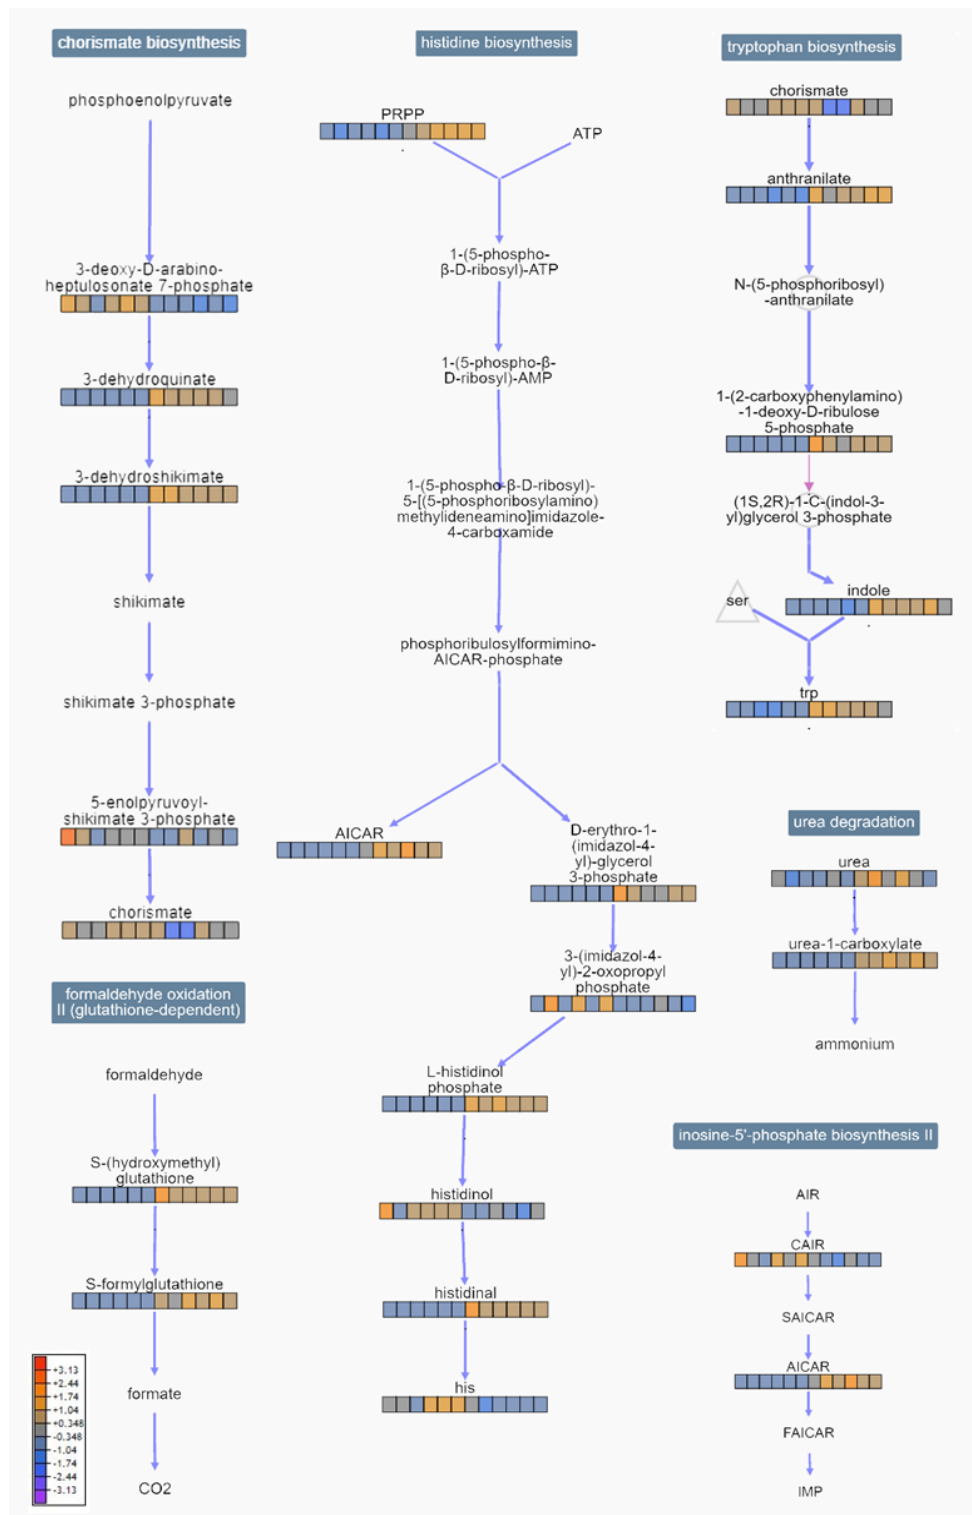 chorismate biosynthesis
phosphoenolpyruvate
3-deoxy-D-arabino-
heptulosonate 7-phosphate
3-dehydroquinate
3-dehydroshikimate
shikimate
shikimate 3-phosphate
5-enolpyruvoyl-
shikimate 3-phosphate
chorismate
formaldehyde oxidation
II (glutathione-dependent)
formaldehyde
S-(hydroxymethyl)
glutathione
S-formylglutathione
formate
CO2
+3.13
+2.44
+1.74
+1.04
+0.348
-0.348
-1.04
-1.74
-2.44
-3.13
histidine biosynthesis
PRPP
ATP
1-(5-phospho-
β-D-ribosyl)-ATP
1-(5-phospho-β-
D-ribosyl)-AMP
1-(5-phospho-β-D-ribosyl)-
5-[(5-phosphoribosylamino)
methylideneamino]imidazole-
4-carboxamide
phosphoribulosylformimino-
AICAR-phosphate
AICAR
D-erythro-1-
(imidazol-4-
yl)-glycerol
3-phosphate
3-(imidazol-4-
yl)-2-oxopropyl
phosphate
L-histidinol
phosphate
histidinol
histidinal
his
tryptophan biosynthesis
chorismate
anthranilate
N-(5-phosphoribosyl)
-anthranilate
1-(2-carboxyphenylamino)
-1-deoxy-D-ribulose
5-phosphate
(1S,2R)-1-C-(indol-3-
yl)glycerol 3-phosphate
ser
indole
trp
urea degradation
urea
urea-1-carboxylate
ammonium
inosine-5'-phosphate biosynthesis II
AIR
CAIR
SAICAR
AICAR
FAICAR
IMP